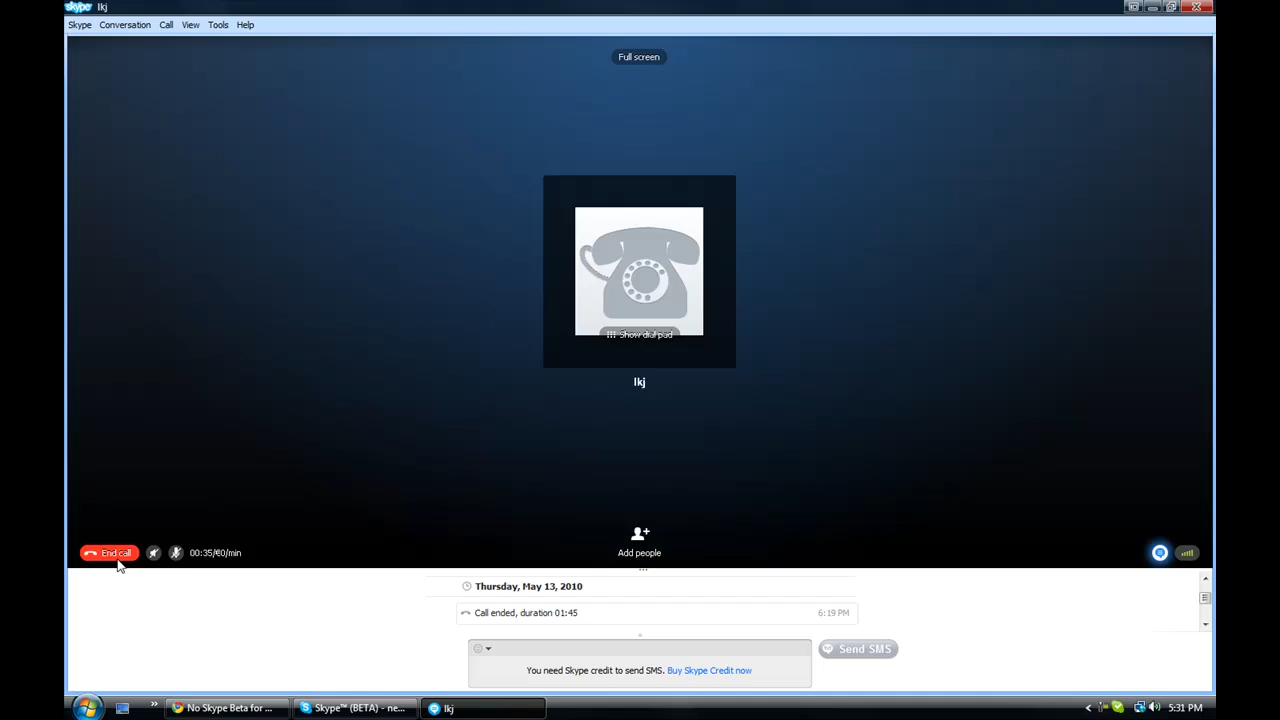 skype lkj
Skype Conversation Call View Tools Help
Full screen
Show dial pad
lkj
Add people
End call 00:35/€0/min
Thursday, May 13, 2010
Call ended, duration 01:45 6:19 PM
You need Skype credit to send SMS. Buy Skype Credit now
Send SMS
No Skype Beta for ... Skype™ (BETA) - ne... lkj 5:31 PM